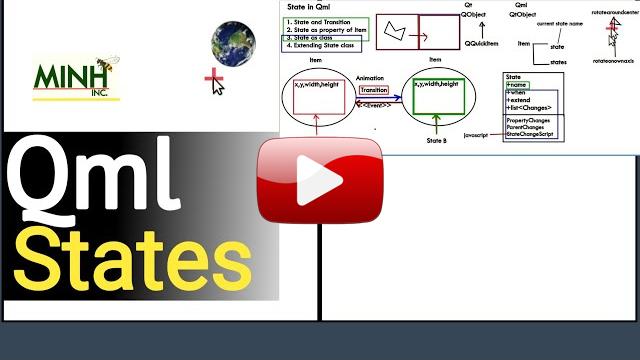 MINH
INC.
Qml
States
State in Qml
1. State and Transition
2. State as property of Item
3. State as class
4. Extending State class
Qt
QObject
QQuickItem
Qml
QtObject
current state name
Item
state
states
rotatearoundcenter
rotateanownaxis
Item
x,y,width,height
Animation
Transition
<<Event>>
Item
x,y,width,height
State B
State
+name
+when
+extend
+list<Changes>
PropertyChanges
ParentChanges
StateChangeScript
javascript